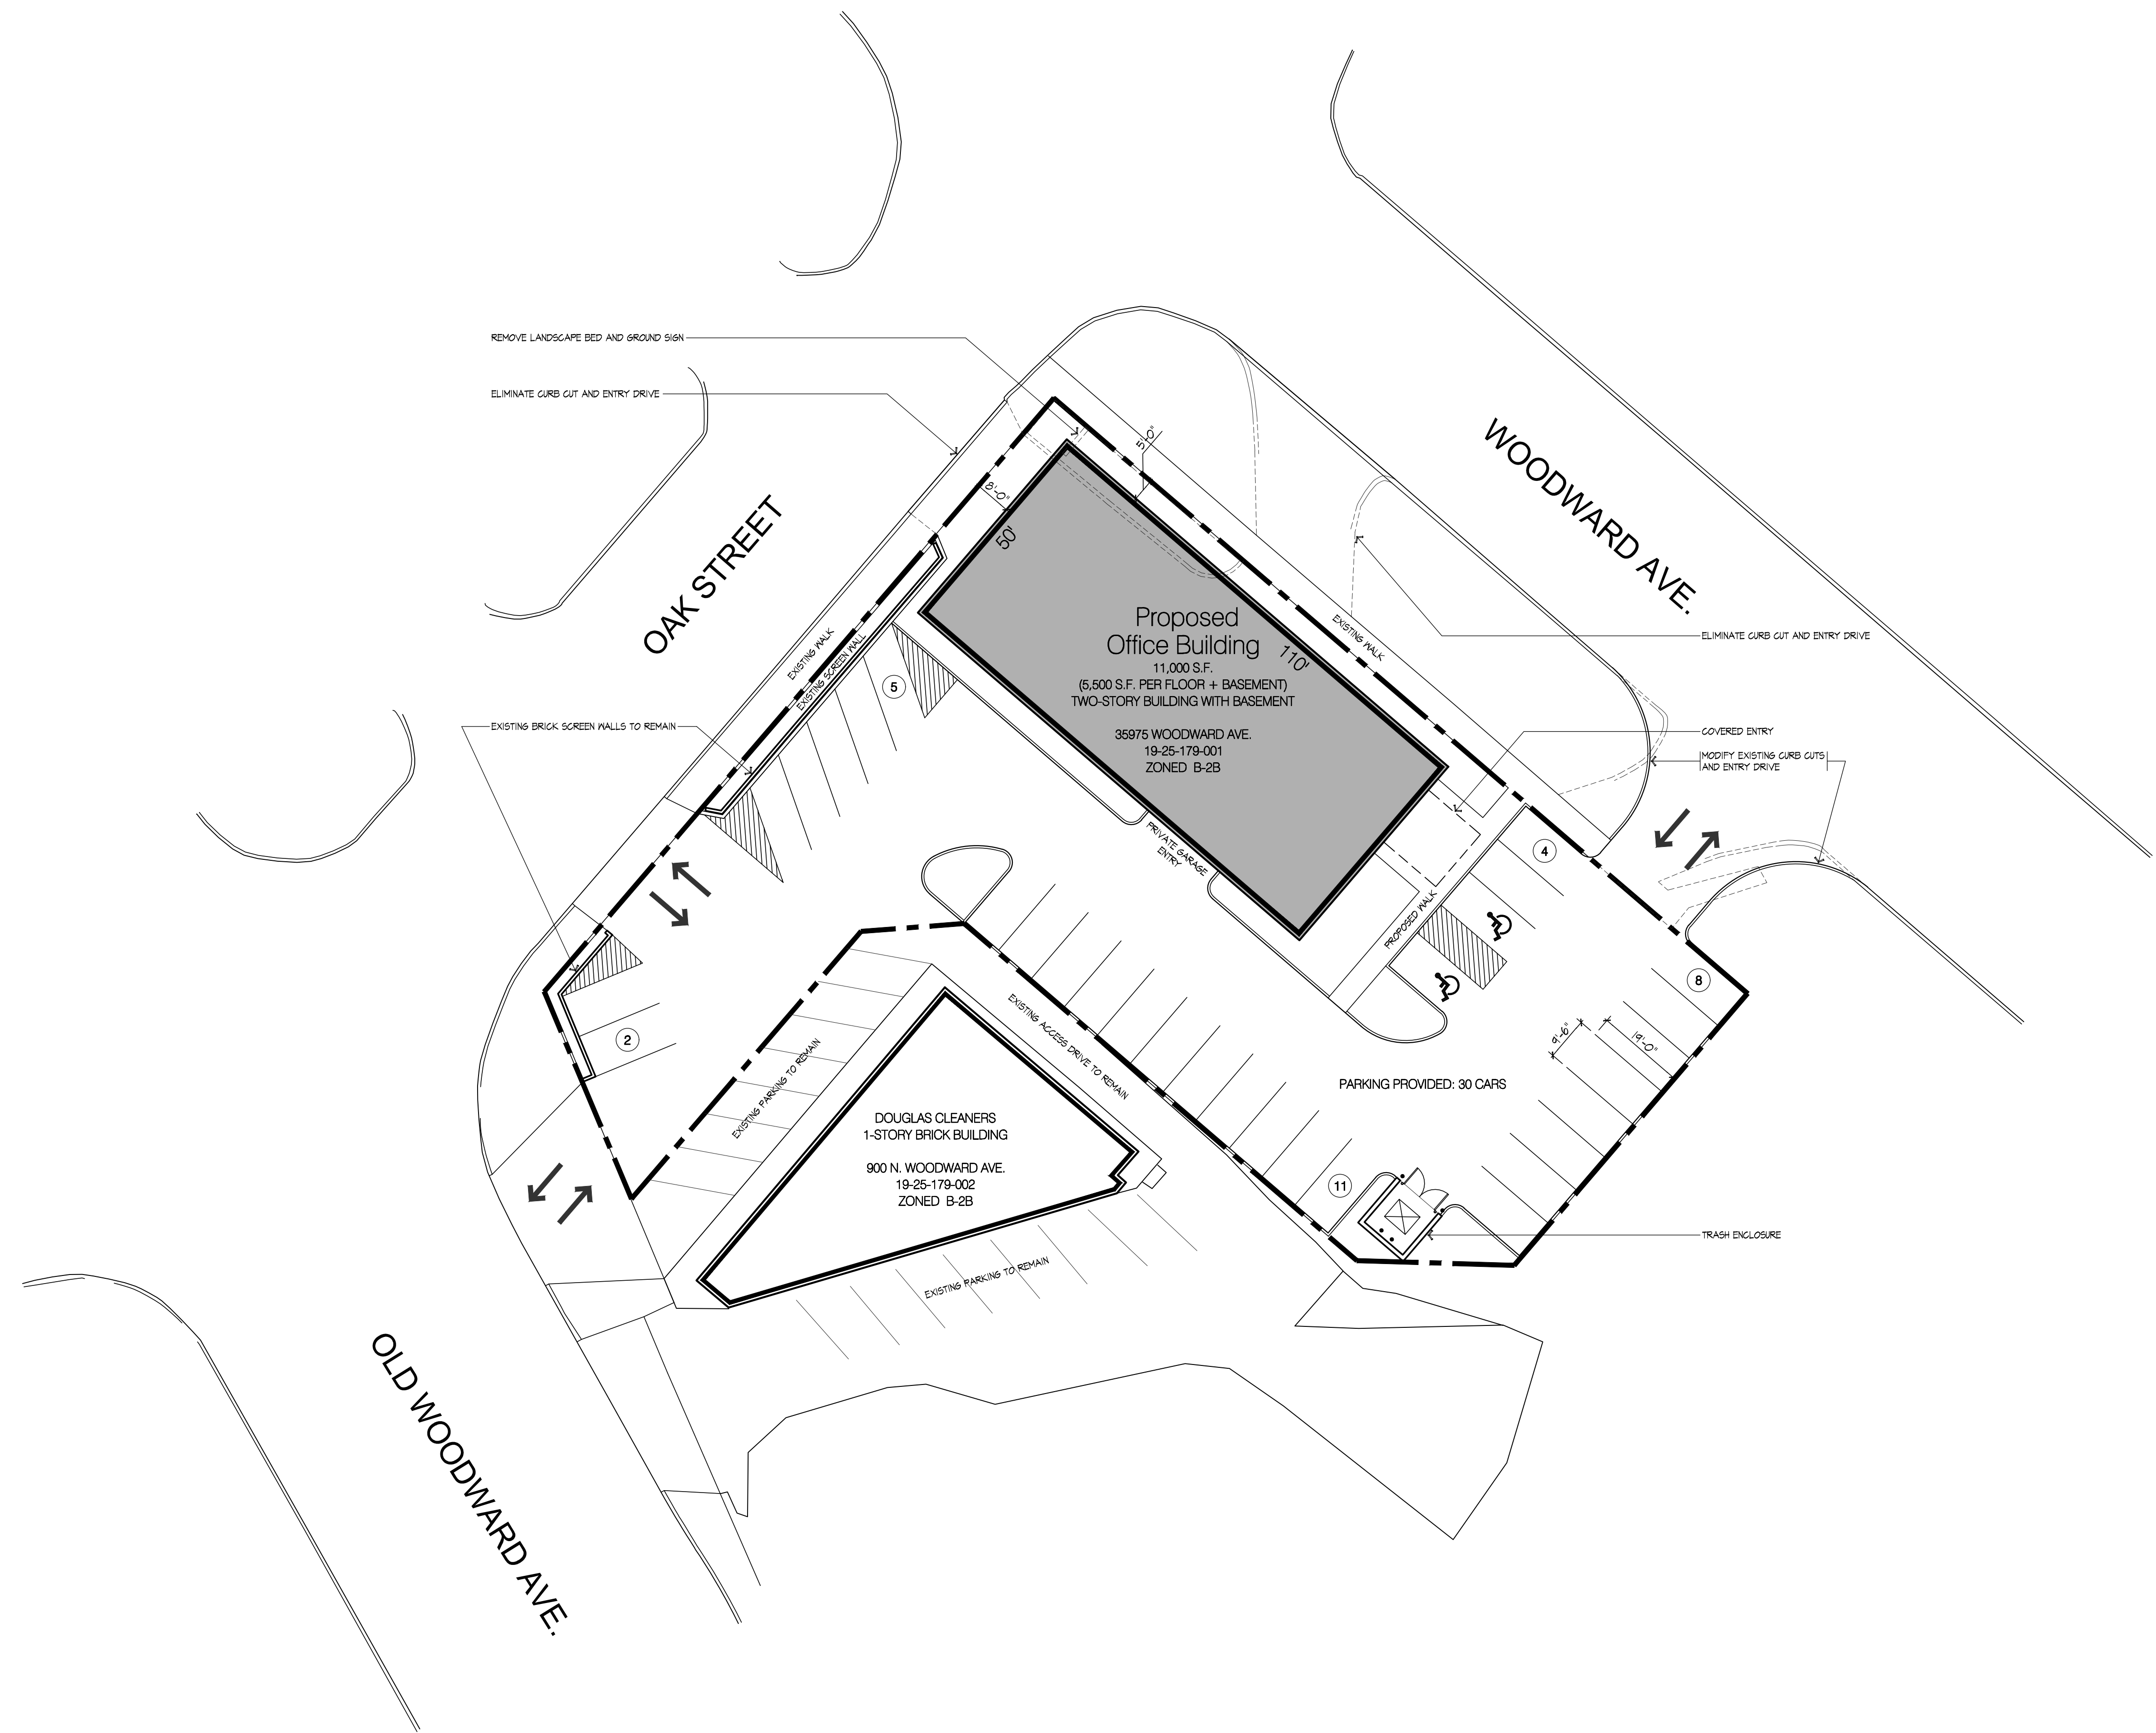 REMOVE LANDSCAPE BED AND GROUND SIGN
ELIMINATE CURB CUT AND ENTRY DRIVE
OAK STREET
WOODWARD AVE.
5'-0"
8'-0"
50'
110'
EXISTING WALK
EXISTING SCREEN WALL
EXISTING WALK
Proposed
Office Building
11,000 S.F.
(5,500 S.F. PER FLOOR + BASEMENT)
TWO-STORY BUILDING WITH BASEMENT
35975 WOODWARD AVE.
19-25-179-001
ZONED B-2B
ELIMINATE CURB CUT AND ENTRY DRIVE
5
EXISTING BRICK SCREEN WALLS TO REMAIN
COVERED ENTRY
MODIFY EXISTING CURB CUTS
AND ENTRY DRIVE
PRIVATE GARAGE
ENTRY
4
PROPOSED WALK
8
2
9'-6"
19'-0"
EXISTING PARKING TO REMAIN
EXISTING ACCESS DRIVE TO REMAIN
PARKING PROVIDED: 30 CARS
DOUGLAS CLEANERS
1-STORY BRICK BUILDING
900 N. WOODWARD AVE.
19-25-179-002
ZONED B-2B
11
TRASH ENCLOSURE
EXISTING PARKING TO REMAIN
OLD WOODWARD AVE.